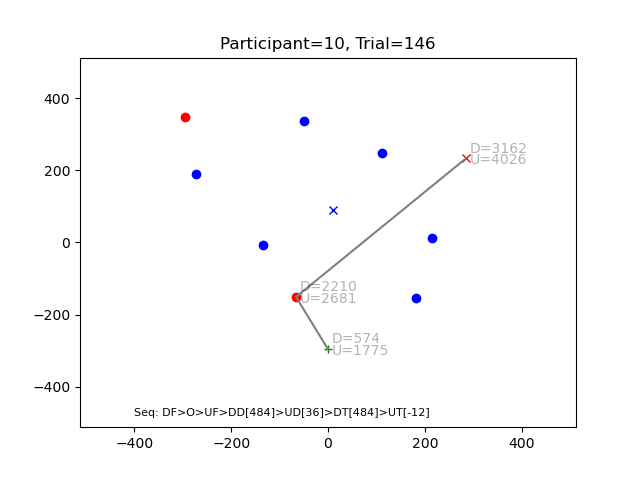 Participant=10, Trial=146
400
200
0
−200
−400
D=3162
U=4026
D=2210
U=2681
D=574
U=1775
Seq: DF>O>UF>DD[484]>UD[36]>DT[484]>UT[-12]
−400 −200 0 200 400